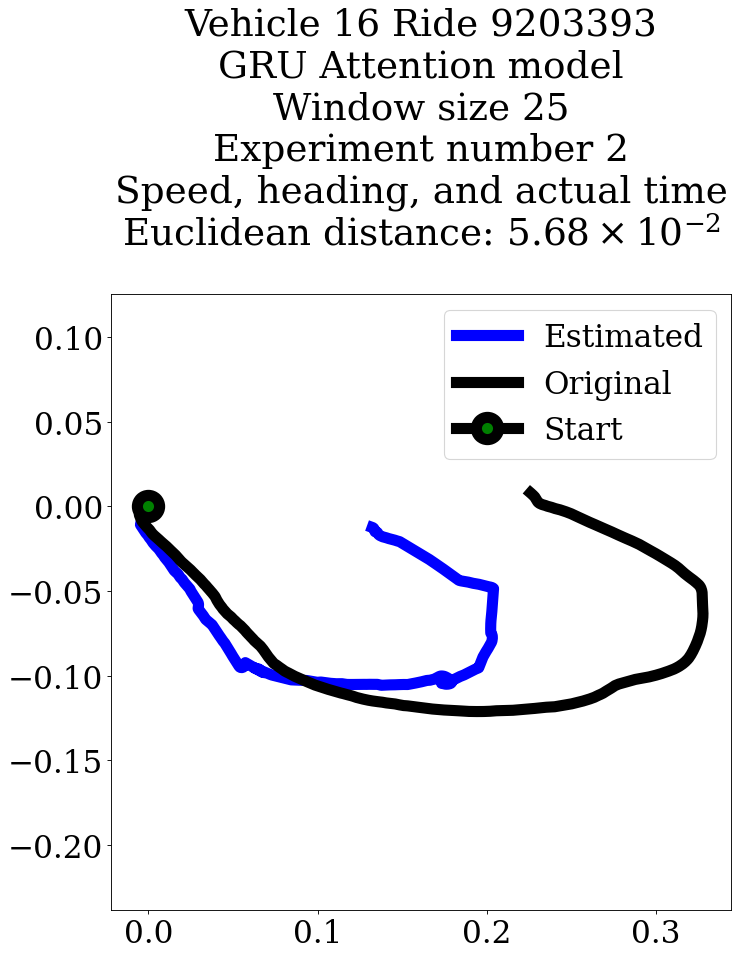 Vehicle 16 Ride 9203393
GRU Attention model
Window size 25
Experiment number 2
Speed, heading, and actual time
Euclidean distance: 5.68 × 10⁻²
Estimated
Original
Start
0.10
0.05
0.00
−0.05
−0.10
−0.15
−0.20
0.0 0.1 0.2 0.3